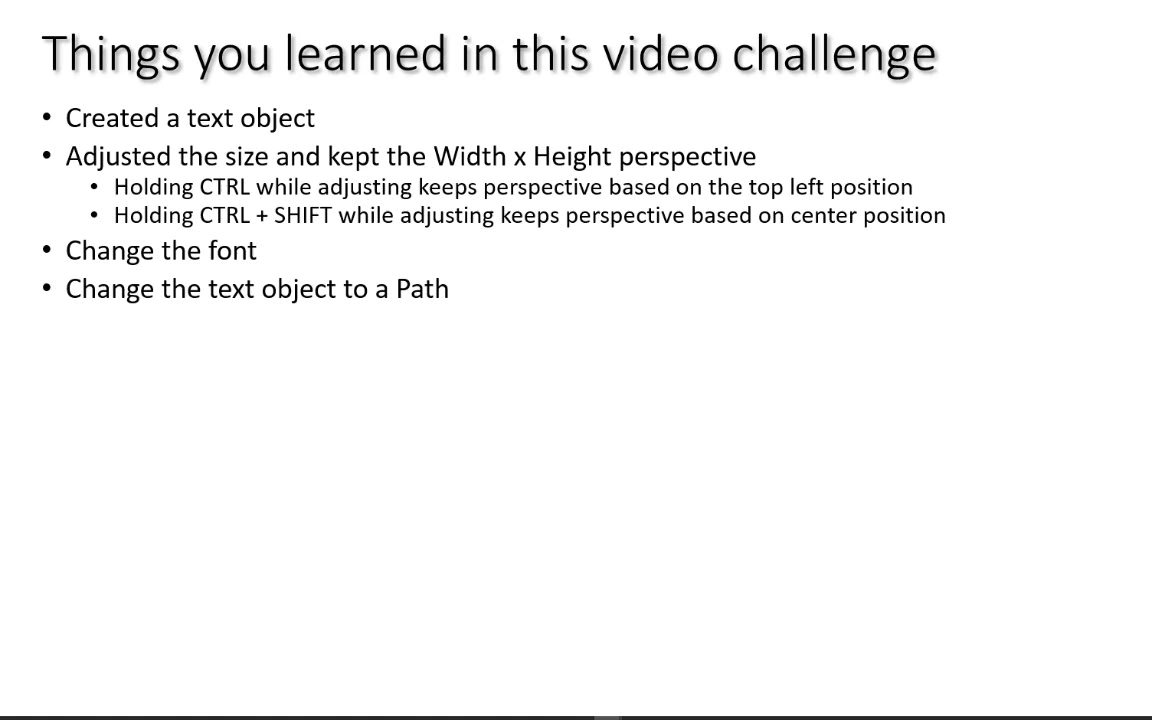 Things you learned in this video challenge
• Created a text object
• Adjusted the size and kept the Width x Height perspective
• Holding CTRL while adjusting keeps perspective based on the top left position
• Holding CTRL + SHIFT while adjusting keeps perspective based on center position
• Change the font
• Change the text object to a Path